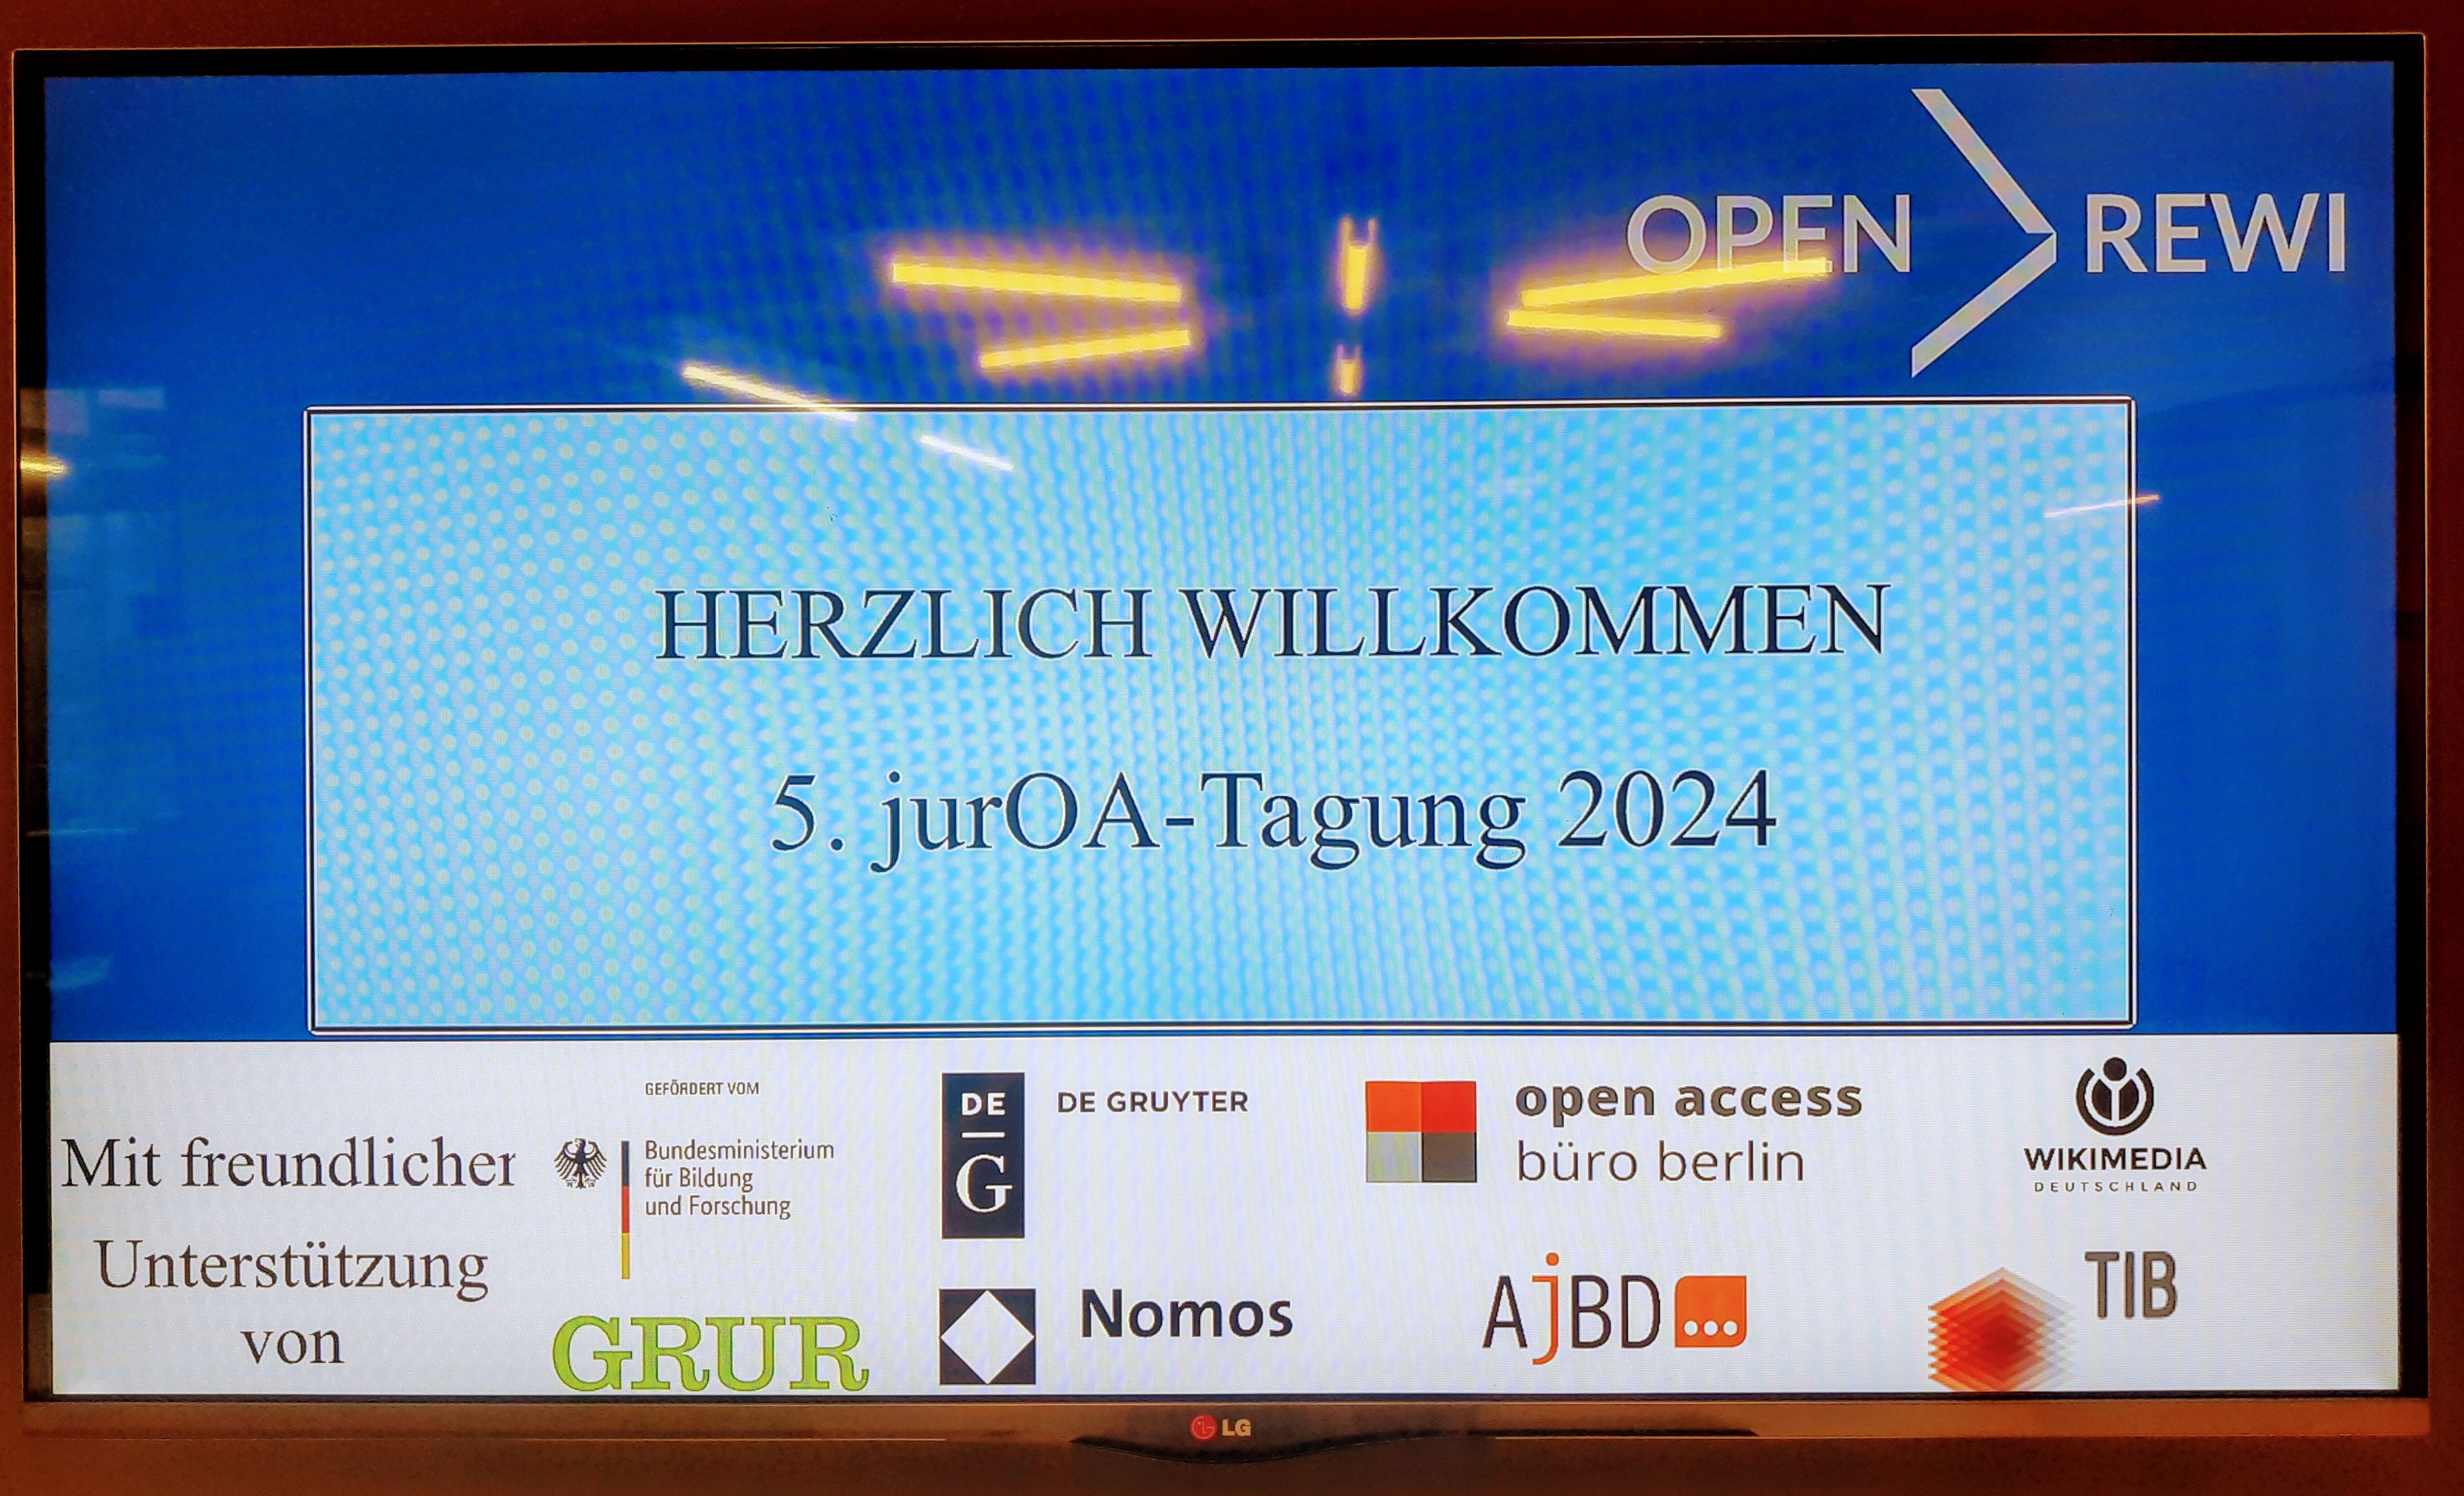 OPEN REWI
HERZLICH WILLKOMMEN
5. jurOA-Tagung 2024
Mit freundlicher
Unterstützung
von
GEFÖRDERT VOM
Bundesministerium
für Bildung
und Forschung
GRUR
DE
G
DE GRUYTER
Nomos
open access
büro berlin
AjBD
WIKIMEDIA
DEUTSCHLAND
TIB
LG